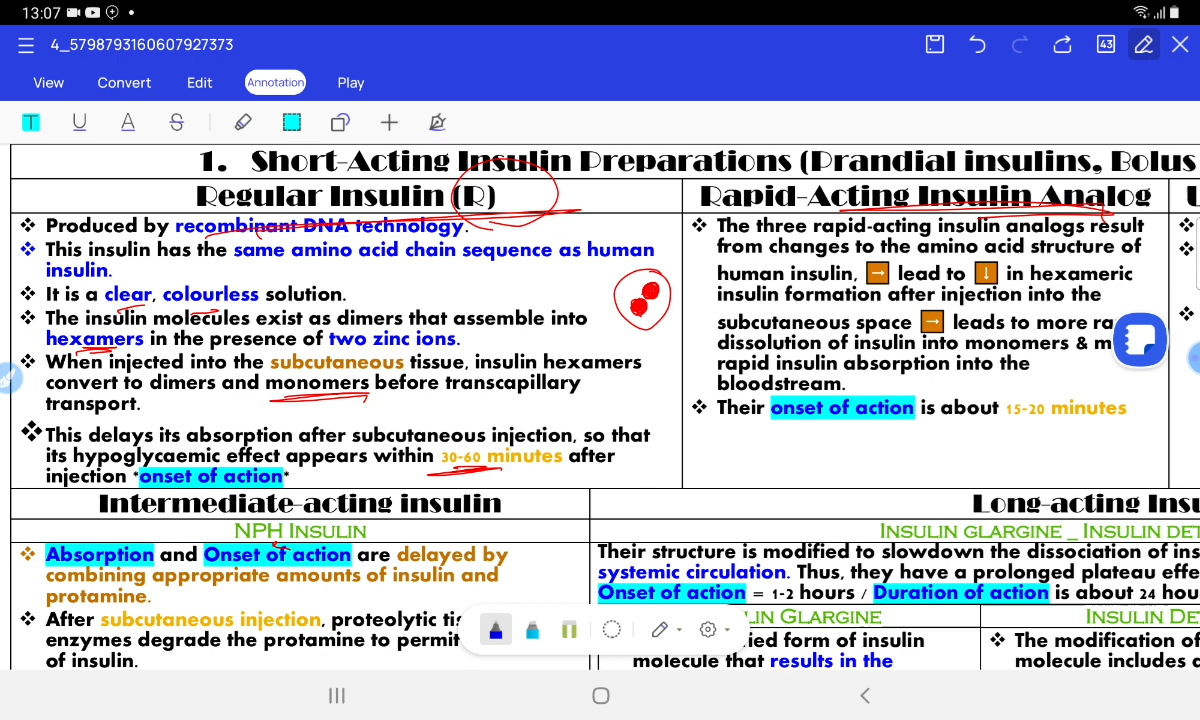 13:07
4_5798793160607927373
43
View Convert Edit Annotation Play
1. Short-Acting Insulin Preparations (Prandial insulins, Bolus
Regular Insulin (R)
❖ Produced by recombinant DNA technology.
❖ This insulin has the same amino acid chain sequence as human
insulin.
❖ It is a clear, colourless solution.
❖ The insulin molecules exist as dimers that assemble into
hexamers in the presence of two zinc ions.
❖ When injected into the subcutaneous tissue, insulin hexamers
convert to dimers and monomers before transcapillary
transport.
❖ This delays its absorption after subcutaneous injection, so that
its hypoglycaemic effect appears within 30-60 minutes after
injection *onset of action*
Rapid-Acting Insulin Analog
❖ The three rapid-acting insulin analogs result
from changes to the amino acid structure of
human insulin, → lead to ↓ in hexameric
insulin formation after injection into the
subcutaneous space → leads to more ra
dissolution of insulin into monomers & m
rapid insulin absorption into the
bloodstream.
❖ Their onset of action is about 15-20 minutes
Intermediate-acting insulin
NPH Insulin
❖ Absorption and Onset of action are delayed by
combining appropriate amounts of insulin and
protamine.
❖ After subcutaneous injection, proteolytic tis
enzymes degrade the protamine to permit
of insulin.
Long-acting Insu
Insulin glargine _ Insulin det
Their structure is modified to slowdown the dissociation of ins
systemic circulation. Thus, they have a prolonged plateau effe
Onset of action = 1-2 hours / Duration of action is about 24 hou
lin Glargine
ied form of insulin
molecule that results in the
Insulin De
❖ The modification of
molecule includes a